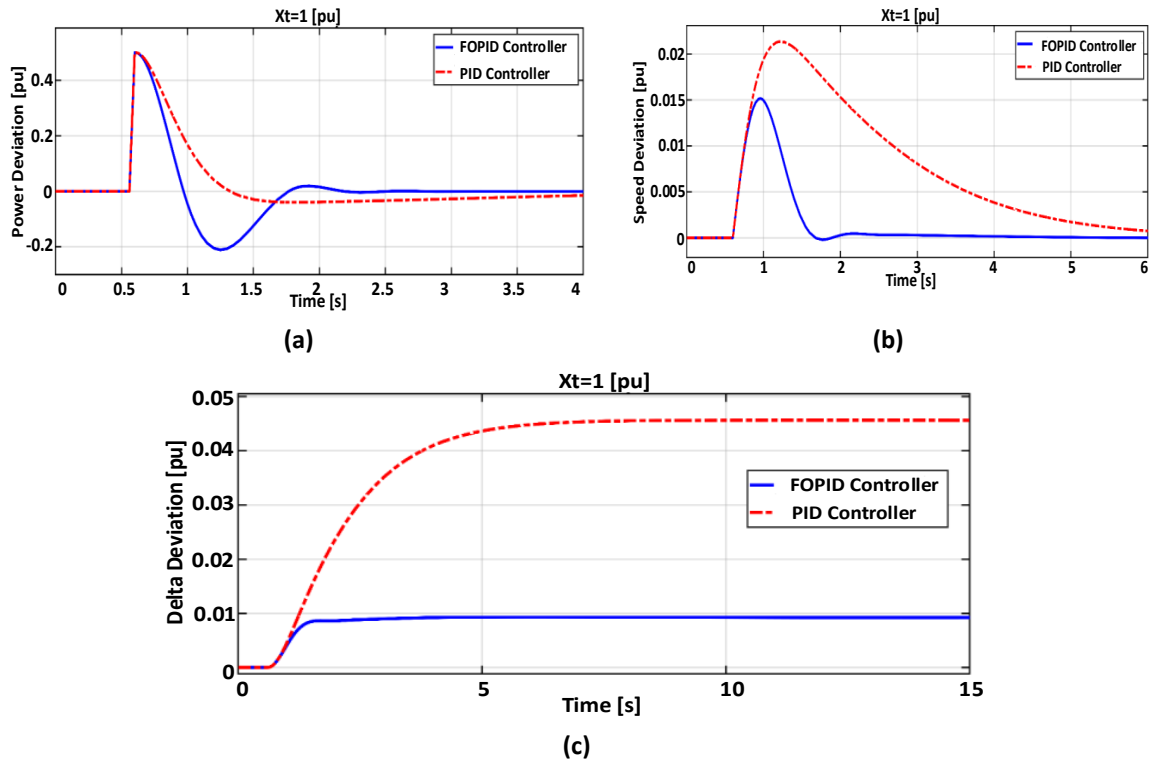 Xt=1 [pu]
Power Deviation [pu]
0.4
0.2
0
-0.2
FOPID Controller
PID Controller
0 0.5 1 1.5 2 2.5 3 3.5 4
Time [s]
(a)
Xt=1 [pu]
Speed Deviation [pu]
0.02
0.015
0.01
0.005
0
FOPID Controller
PID Controller
0 1 2 3 4 5 6
Time [s]
(b)
Xt=1 [pu]
Delta Deviation [pu]
0.05
0.04
0.03
0.02
0.01
0
FOPID Controller
PID Controller
0 5 10 15
Time [s]
(c)